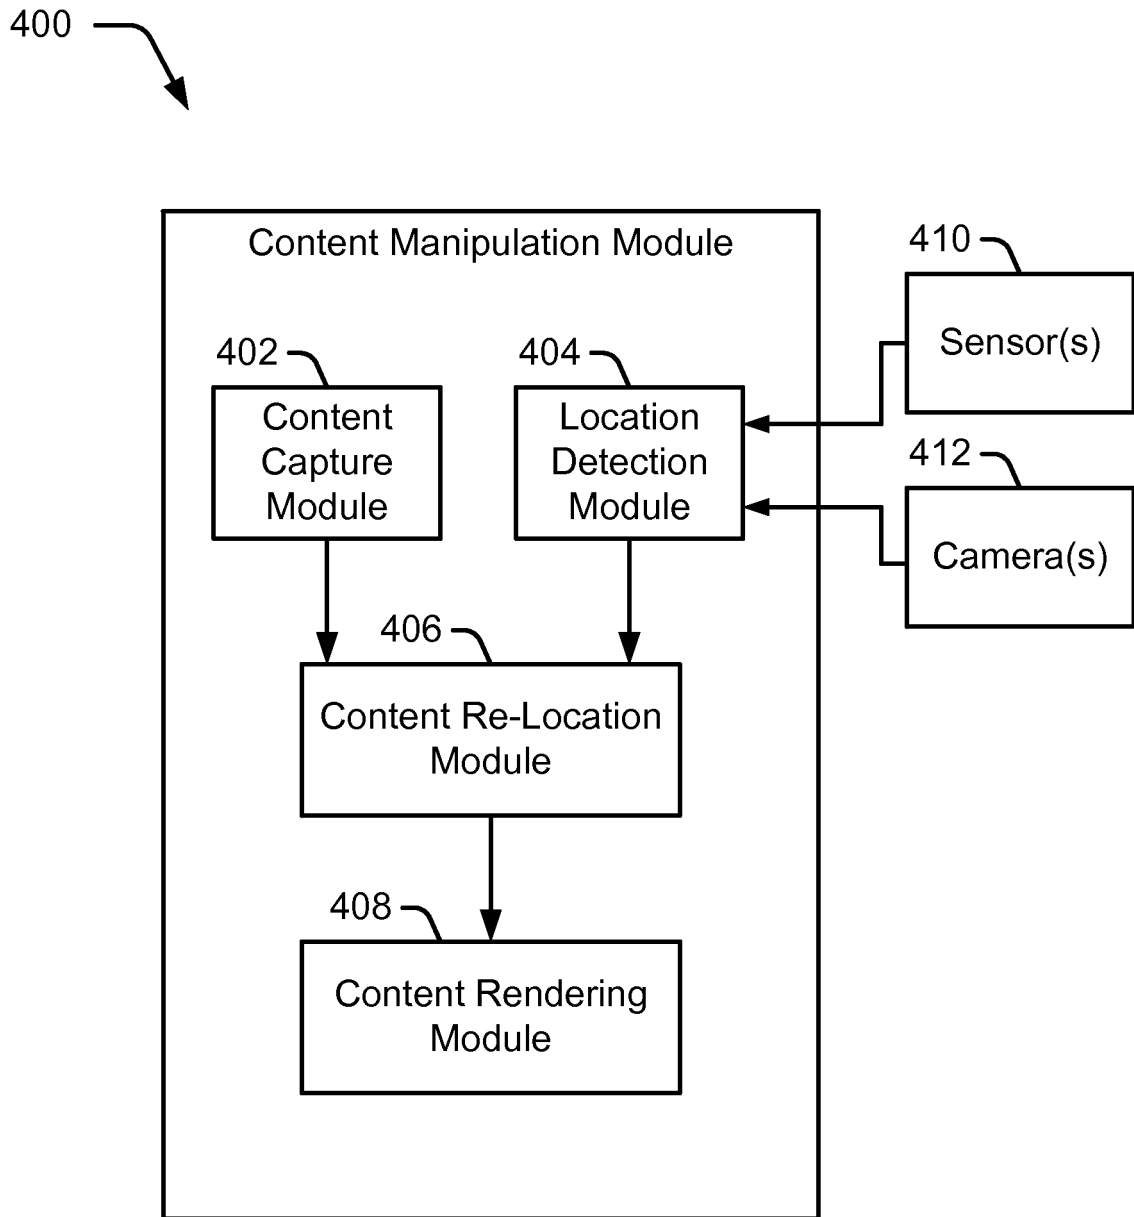 400
Content Manipulation Module
410
Sensor(s)
402
Content
Capture
Module
404
Location
Detection
Module
412
Camera(s)
406
Content Re-Location
Module
408
Content Rendering
Module